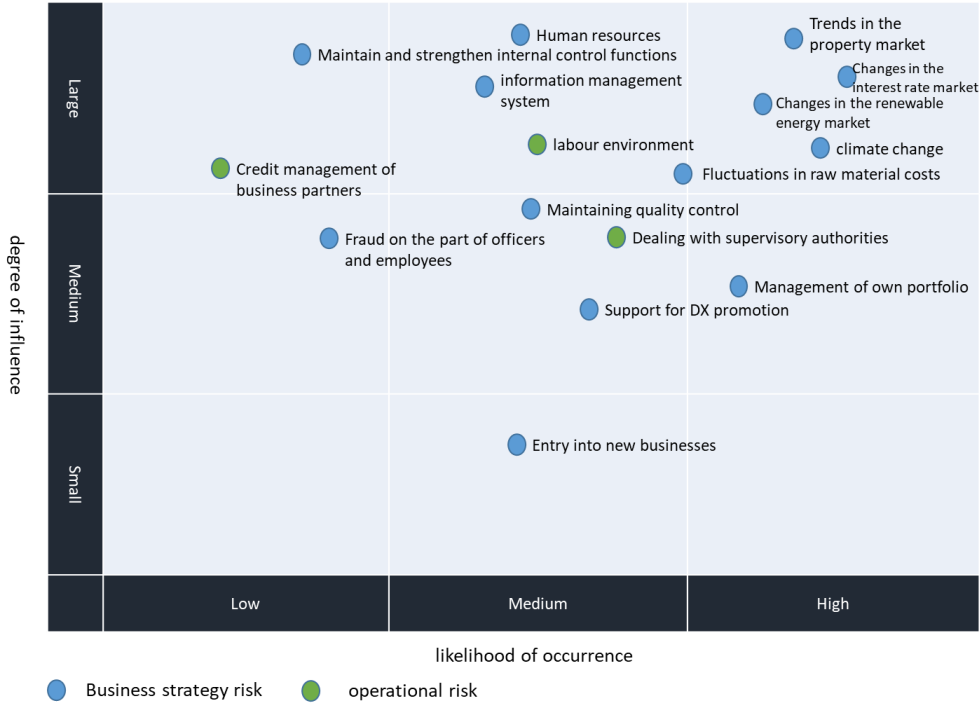 Trends in the
property market
Human resources
Maintain and strengthen internal control functions
Changes in the
interest rate market
information management
system
Changes in the renewable
energy market
labour environment
climate change
Credit management of
business partners
Fluctuations in raw material costs
Large
Maintaining quality control
Dealing with supervisory authorities
Fraud on the part of officers
and employees
Management of own portfolio
Support for DX promotion
Medium
degree of influence
Entry into new businesses
Small
Low
Medium
High
likelihood of occurrence
Business strategy risk
operational risk